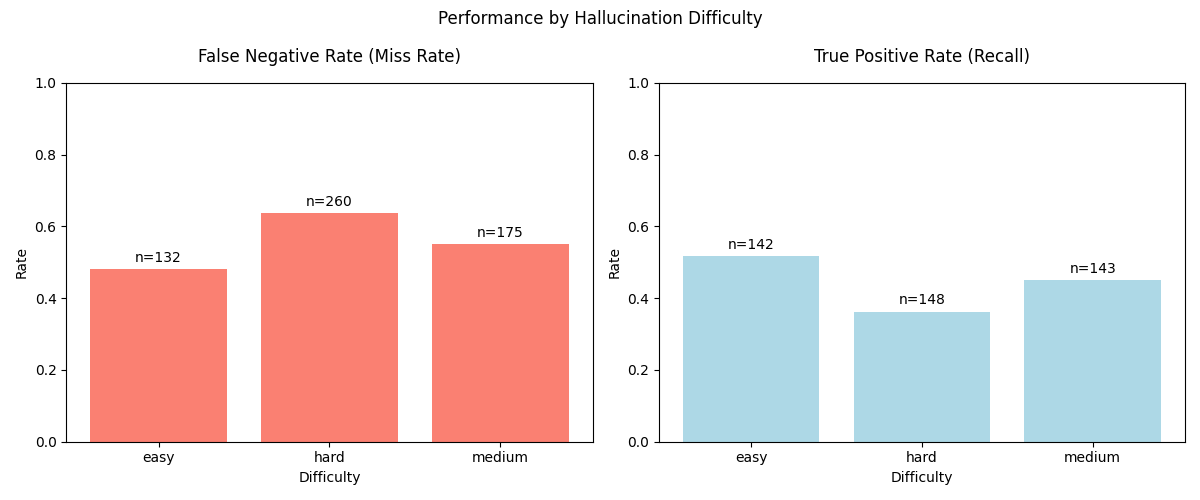 Performance by Hallucination Difficulty
False Negative Rate (Miss Rate)
1.0
0.8
0.6
0.4
0.2
0.0
Rate
n=132
n=260
n=175
easy
hard
medium
Difficulty
True Positive Rate (Recall)
1.0
0.8
0.6
0.4
0.2
0.0
Rate
n=142
n=148
n=143
easy
hard
medium
Difficulty